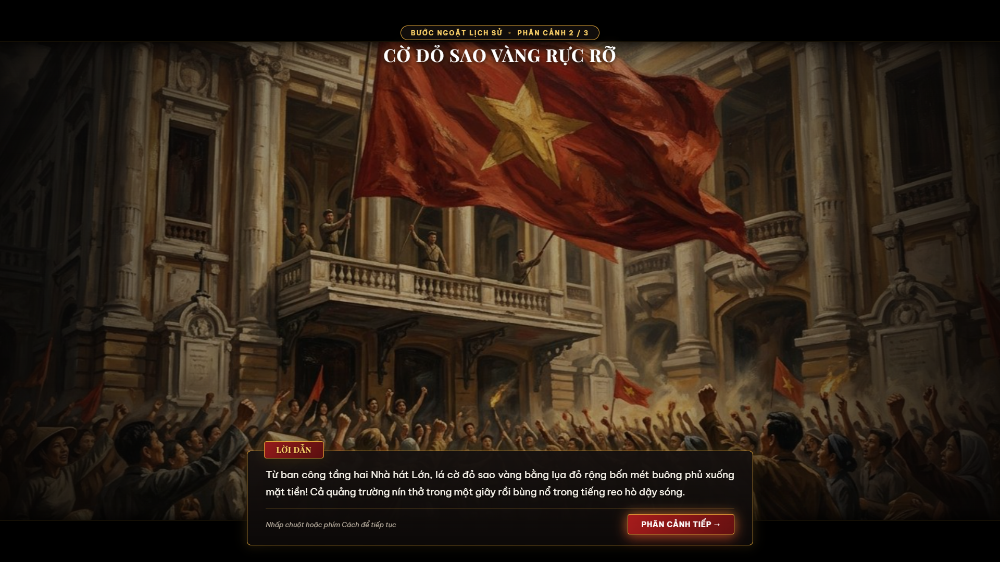 BƯỚC NGOẶT LỊCH SỬ • PHÂN CẢNH 2 / 3
CỜ ĐỎ SAO VÀNG RỰC RỠ
LỜI DẪN
Từ ban công tầng hai Nhà hát Lớn, lá cờ đỏ sao vàng bằng lụa đỏ rộng bốn mét buông phủ xuống
mặt tiền! Cả quảng trường nín thở trong một giây rồi bùng nổ trong tiếng reo hò dậy sóng.
Nhấp chuột hoặc phím Cách để tiếp tục
PHÂN CẢNH TIẾP →